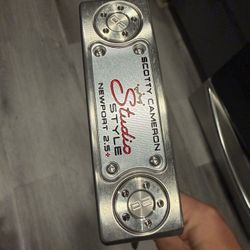 SCOTTY CAMERON
Studio
STYLE
NEWPORT 2.5+